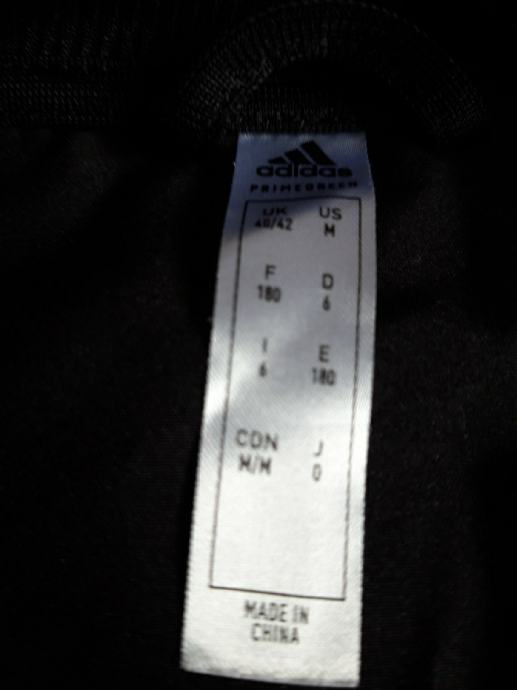 adidas
PRIMEGREEN
UK US
40/42 M
F D
180 6
I E
6 180
CDN J
M/M O
MADE IN
CHINA